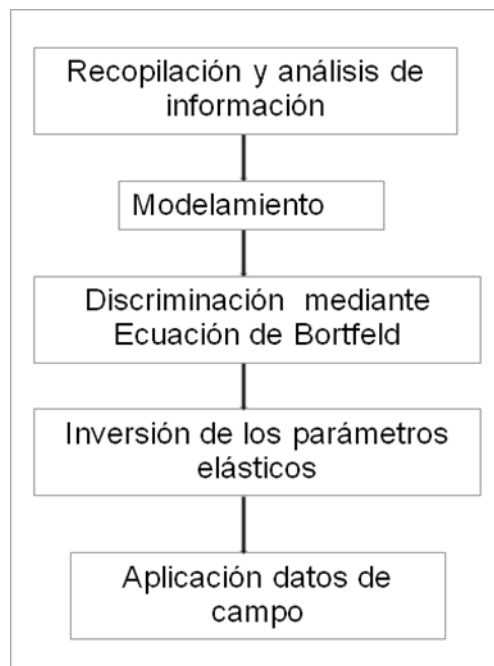 Recopilación y análisis de
información
Modelamiento
Discriminación mediante
Ecuación de Bortfeld
Inversión de los parámetros
elásticos
Aplicación datos de
campo